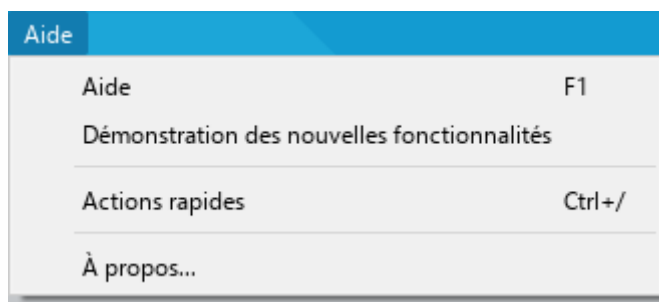 Aide
Aide F1
Démonstration des nouvelles fonctionnalités
Actions rapides Ctrl+/
À propos...